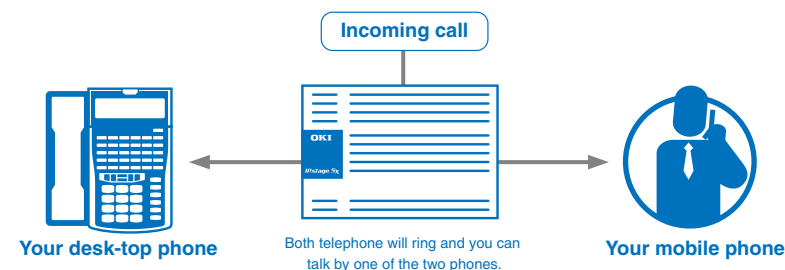 Incoming call
OKI
IPstage Sx
Your desk-top phone
Both telephone will ring and you can
talk by one of the two phones.
Your mobile phone